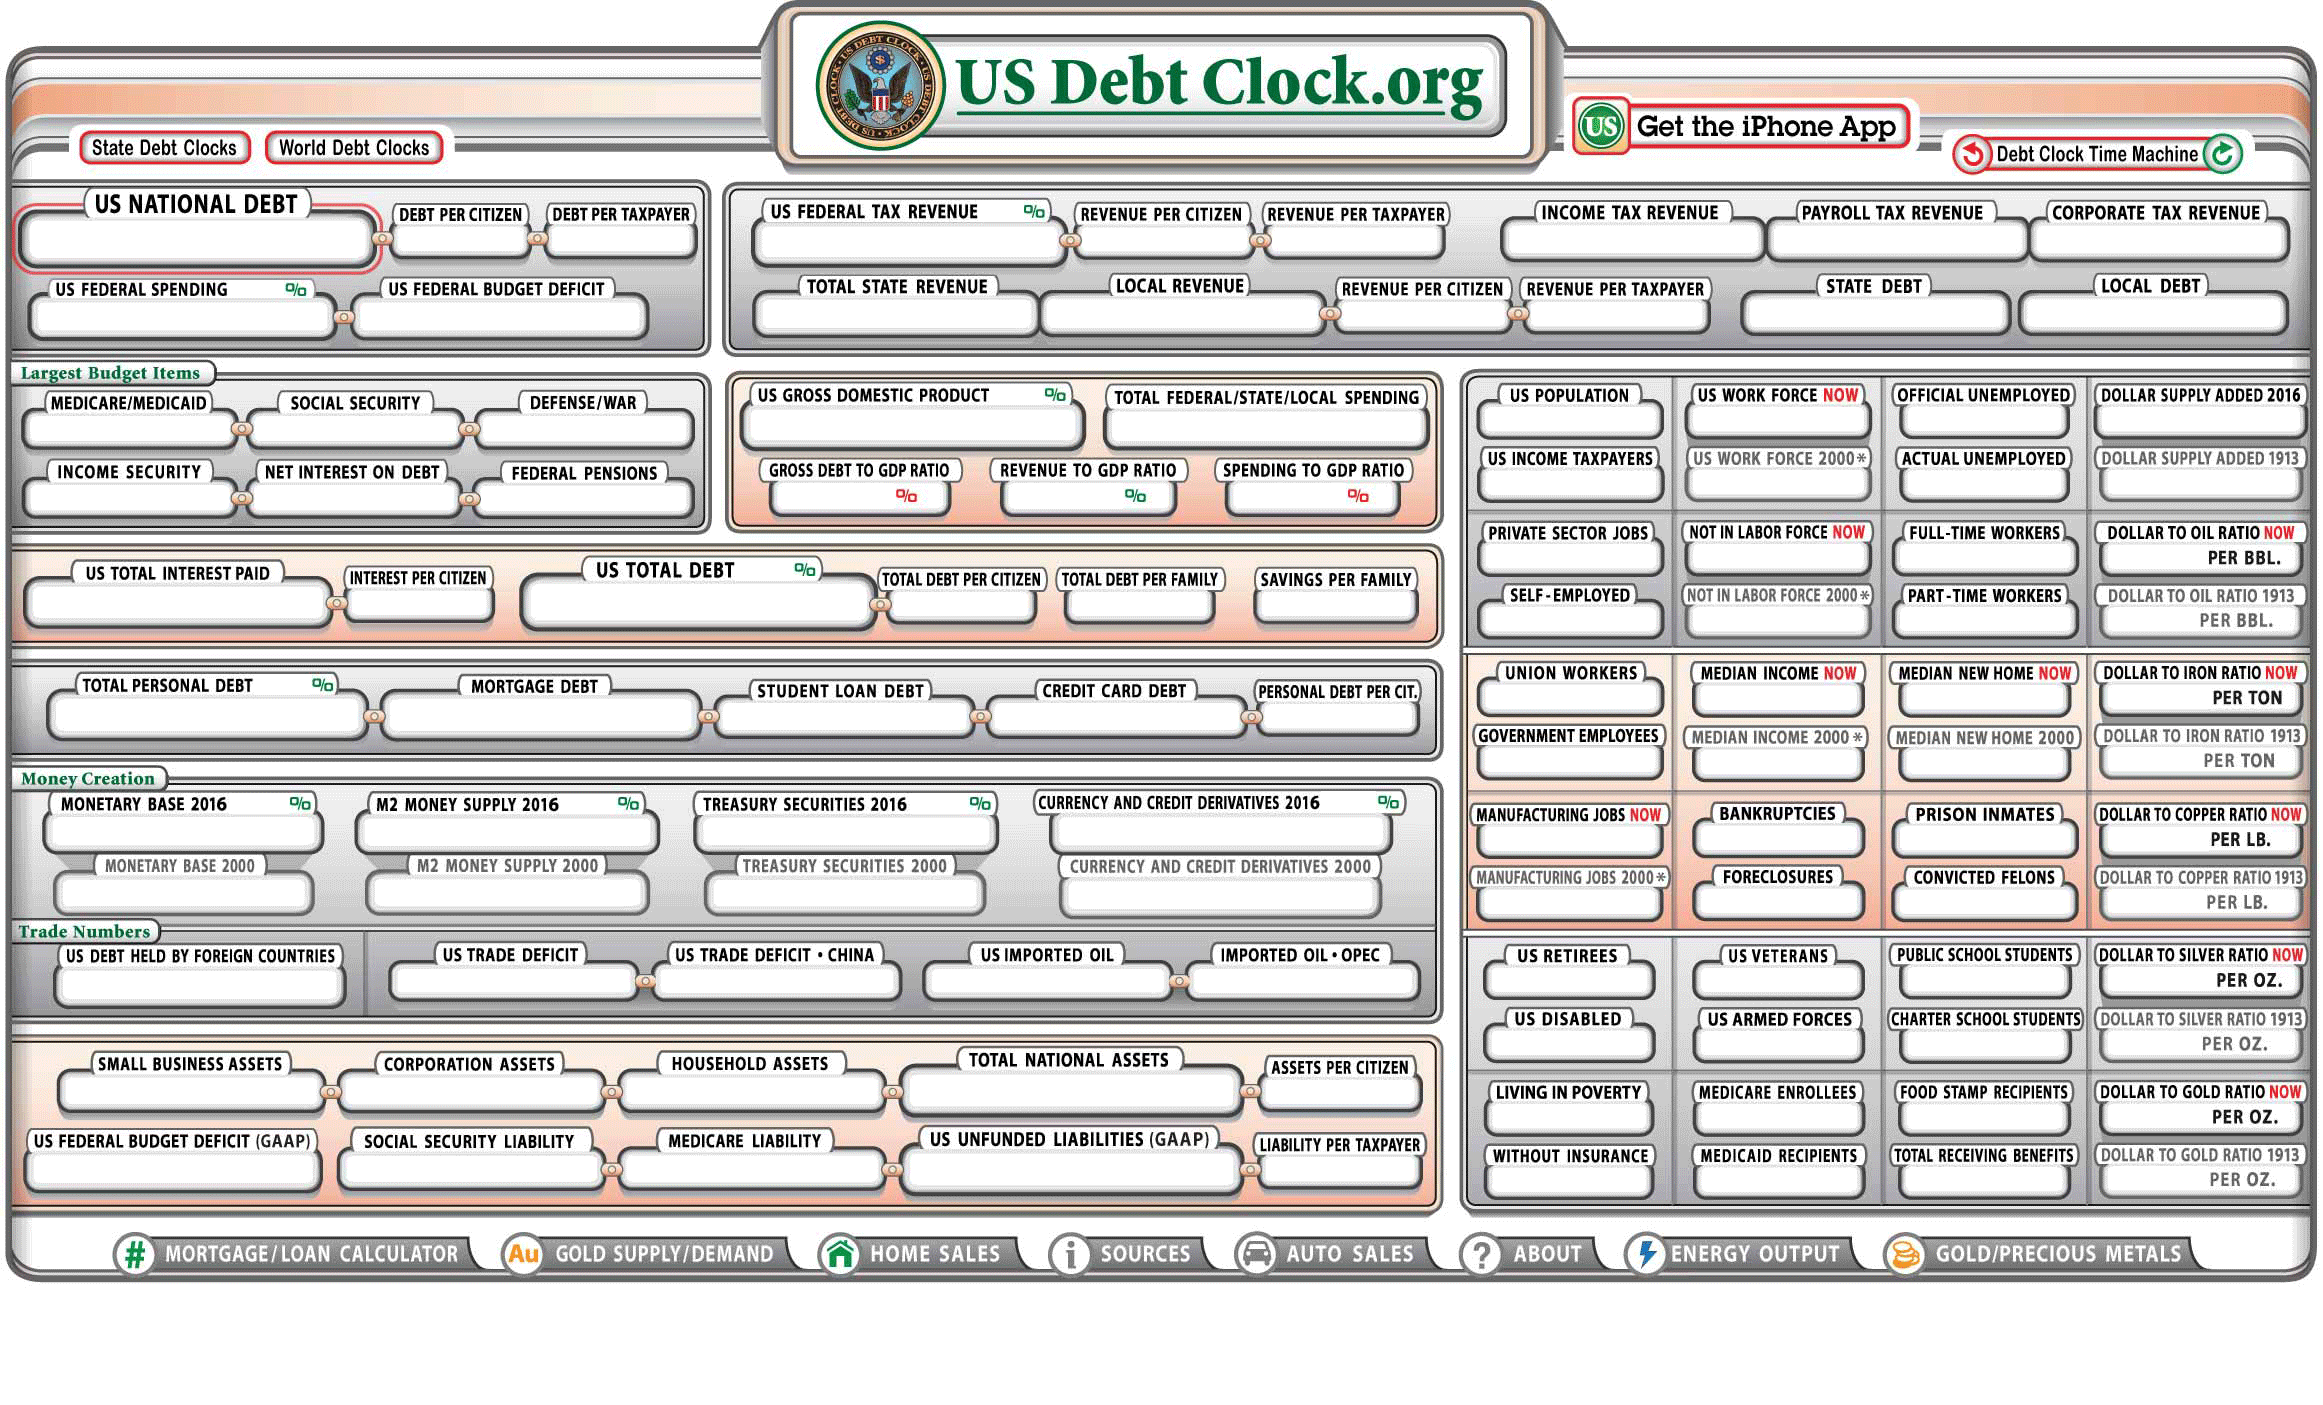 US Debt Clock.org
State Debt Clocks
World Debt Clocks
US
Get the iPhone App
Debt Clock Time Machine
US NATIONAL DEBT
DEBT PER CITIZEN
DEBT PER TAXPAYER
US FEDERAL SPENDING %
US FEDERAL BUDGET DEFICIT
US FEDERAL TAX REVENUE %
REVENUE PER CITIZEN
REVENUE PER TAXPAYER
INCOME TAX REVENUE
PAYROLL TAX REVENUE
CORPORATE TAX REVENUE
TOTAL STATE REVENUE
LOCAL REVENUE
REVENUE PER CITIZEN
REVENUE PER TAXPAYER
STATE DEBT
LOCAL DEBT
Largest Budget Items
MEDICARE/MEDICAID
SOCIAL SECURITY
DEFENSE/WAR
INCOME SECURITY
NET INTEREST ON DEBT
FEDERAL PENSIONS
US GROSS DOMESTIC PRODUCT %
TOTAL FEDERAL/STATE/LOCAL SPENDING
GROSS DEBT TO GDP RATIO
%
REVENUE TO GDP RATIO
%
SPENDING TO GDP RATIO
%
US TOTAL INTEREST PAID
INTEREST PER CITIZEN
US TOTAL DEBT %
TOTAL DEBT PER CITIZEN
TOTAL DEBT PER FAMILY
SAVINGS PER FAMILY
TOTAL PERSONAL DEBT %
MORTGAGE DEBT
STUDENT LOAN DEBT
CREDIT CARD DEBT
PERSONAL DEBT PER CIT.
Money Creation
MONETARY BASE 2016 %
M2 MONEY SUPPLY 2016 %
TREASURY SECURITIES 2016 %
CURRENCY AND CREDIT DERIVATIVES 2016 %
MONETARY BASE 2000
M2 MONEY SUPPLY 2000
TREASURY SECURITIES 2000
CURRENCY AND CREDIT DERIVATIVES 2000
Trade Numbers
US DEBT HELD BY FOREIGN COUNTRIES
US TRADE DEFICIT
US TRADE DEFICIT • CHINA
US IMPORTED OIL
IMPORTED OIL • OPEC
SMALL BUSINESS ASSETS
CORPORATION ASSETS
HOUSEHOLD ASSETS
TOTAL NATIONAL ASSETS
ASSETS PER CITIZEN
US FEDERAL BUDGET DEFICIT (GAAP)
SOCIAL SECURITY LIABILITY
MEDICARE LIABILITY
US UNFUNDED LIABILITIES (GAAP)
LIABILITY PER TAXPAYER
US POPULATION
US WORK FORCE NOW
OFFICIAL UNEMPLOYED
DOLLAR SUPPLY ADDED 2016
US INCOME TAXPAYERS
US WORK FORCE 2000*
ACTUAL UNEMPLOYED
DOLLAR SUPPLY ADDED 1913
PRIVATE SECTOR JOBS
NOT IN LABOR FORCE NOW
FULL-TIME WORKERS
DOLLAR TO OIL RATIO NOW
PER BBL.
SELF-EMPLOYED
NOT IN LABOR FORCE 2000*
PART-TIME WORKERS
DOLLAR TO OIL RATIO 1913
PER BBL.
UNION WORKERS
MEDIAN INCOME NOW
MEDIAN NEW HOME NOW
DOLLAR TO IRON RATIO NOW
PER TON
GOVERNMENT EMPLOYEES
MEDIAN INCOME 2000*
MEDIAN NEW HOME 2000
DOLLAR TO IRON RATIO 1913
PER TON
MANUFACTURING JOBS NOW
BANKRUPTCIES
PRISON INMATES
DOLLAR TO COPPER RATIO NOW
PER LB.
MANUFACTURING JOBS 2000*
FORECLOSURES
CONVICTED FELONS
DOLLAR TO COPPER RATIO 1913
PER LB.
US RETIREES
US VETERANS
PUBLIC SCHOOL STUDENTS
DOLLAR TO SILVER RATIO NOW
PER OZ.
US DISABLED
US ARMED FORCES
CHARTER SCHOOL STUDENTS
DOLLAR TO SILVER RATIO 1913
PER OZ.
LIVING IN POVERTY
MEDICARE ENROLLEES
FOOD STAMP RECIPIENTS
DOLLAR TO GOLD RATIO NOW
PER OZ.
WITHOUT INSURANCE
MEDICAID RECIPIENTS
TOTAL RECEIVING BENEFITS
DOLLAR TO GOLD RATIO 1913
PER OZ.
# MORTGAGE/LOAN CALCULATOR
Au GOLD SUPPLY/DEMAND
HOME SALES
i SOURCES
AUTO SALES
? ABOUT
ENERGY OUTPUT
GOLD/PRECIOUS METALS